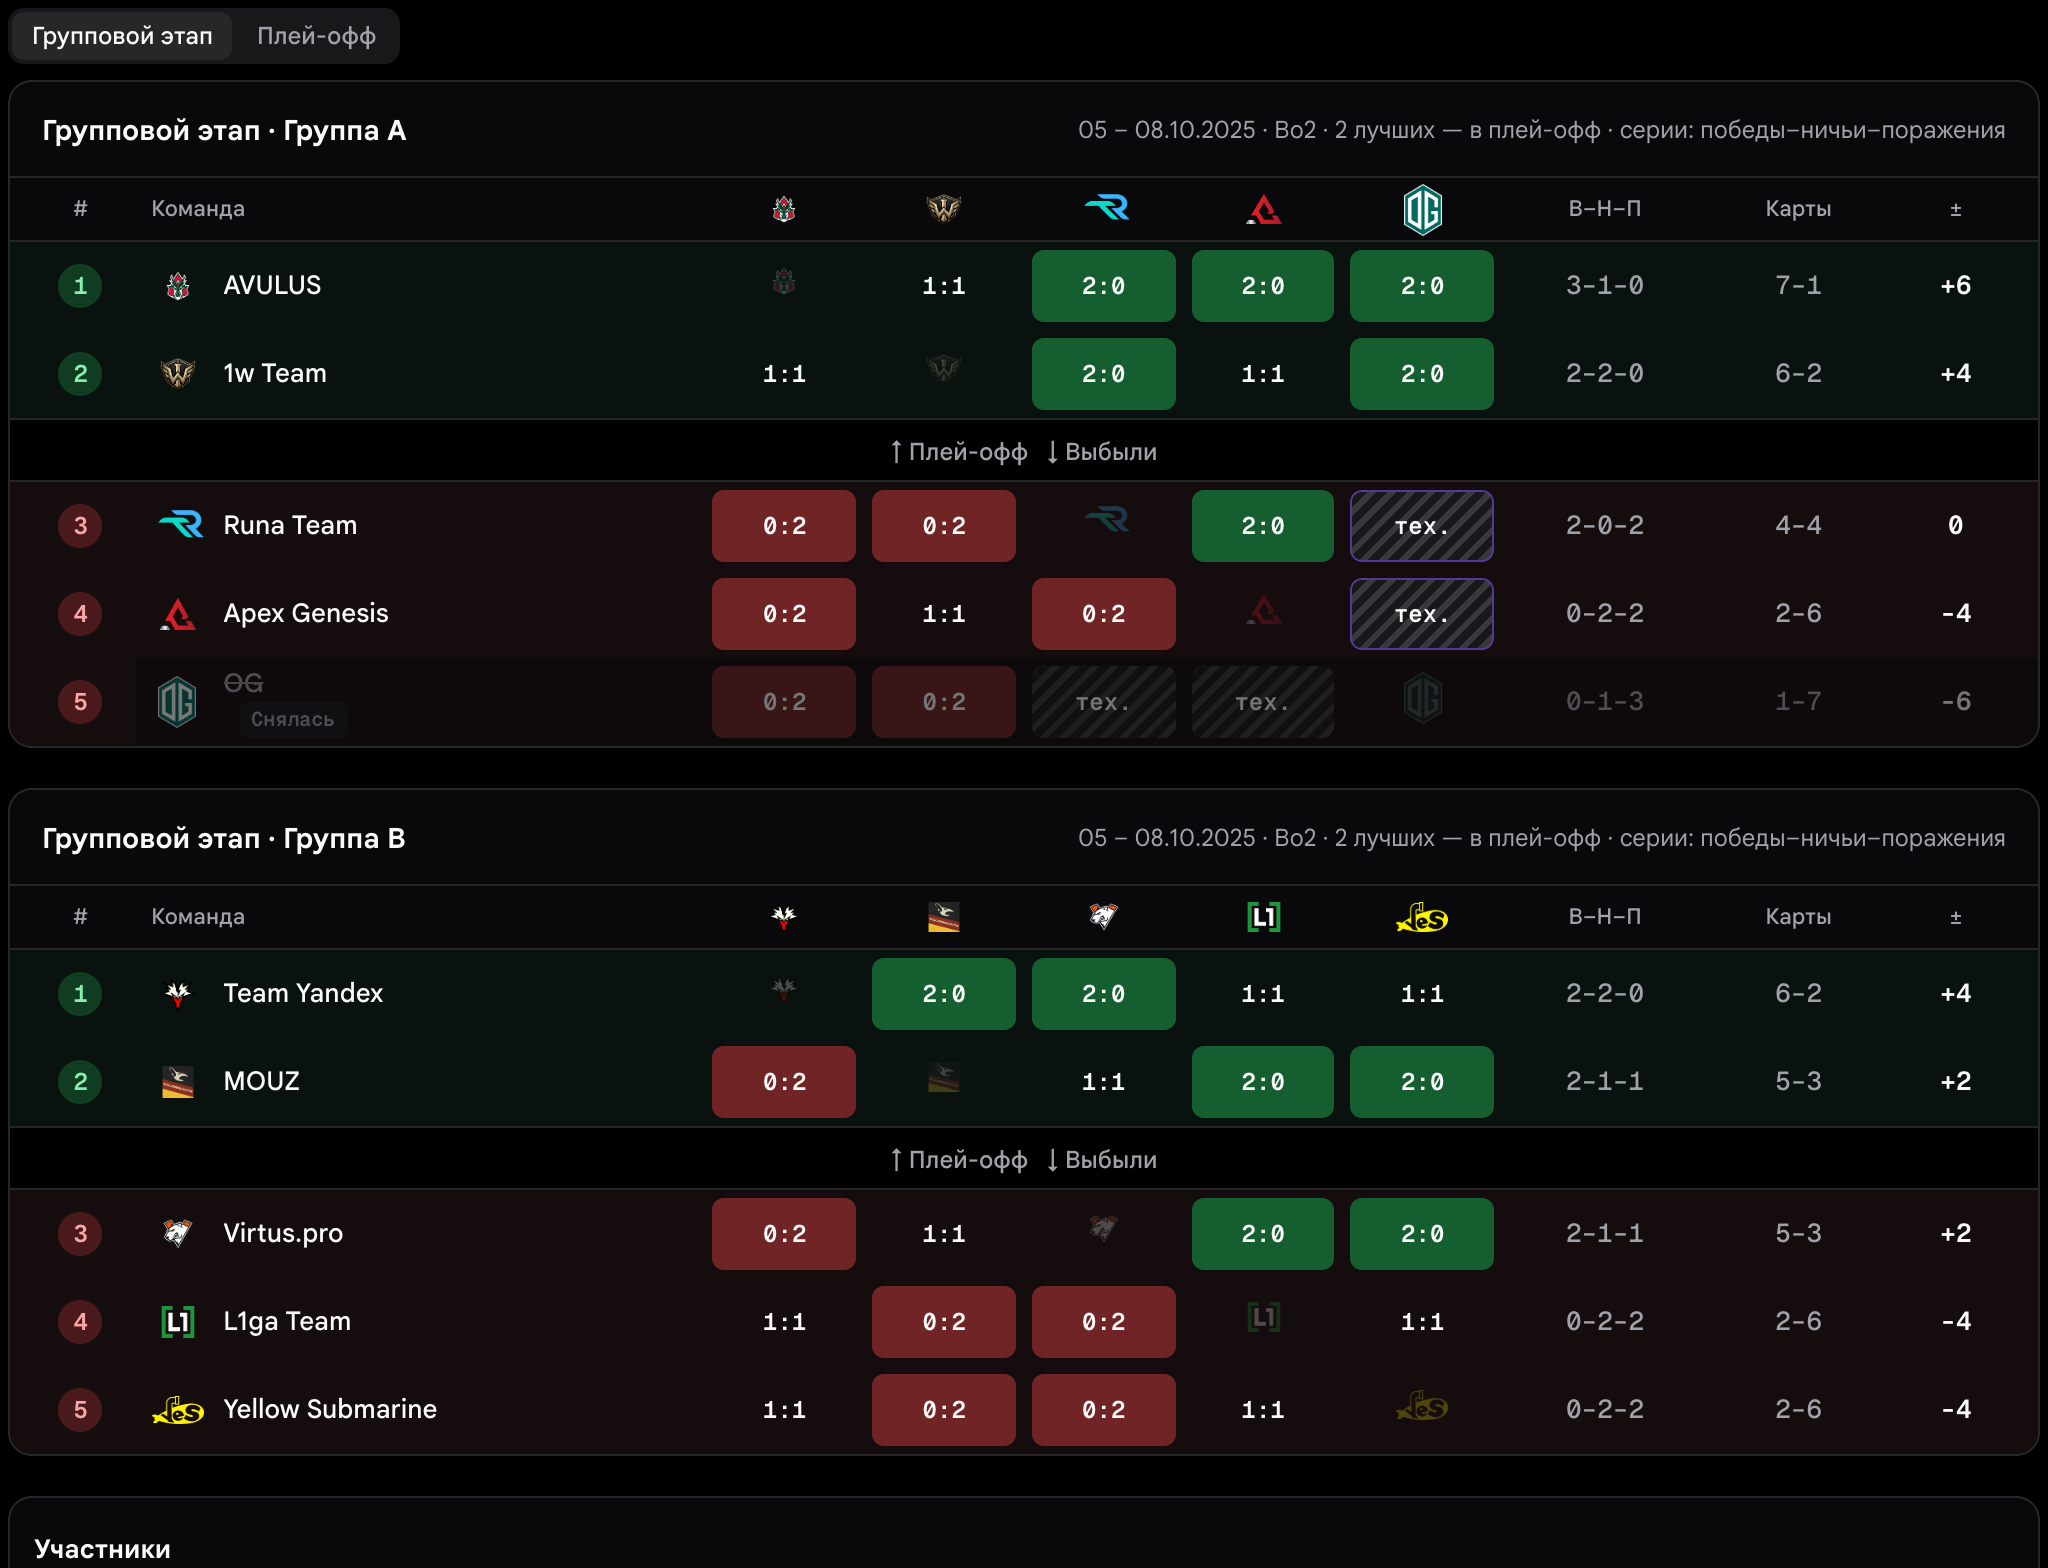 Групповой этап Плей-офф
Групповой этап · Группа A
05 – 08.10.2025 · Bo2 · 2 лучших — в плей-офф · серии: победы–ничьи–поражения
# Команда OG В–Н–П Карты ±
1 AVULUS 1:1 2:0 2:0 2:0 3-1-0 7-1 +6
2 1w Team 1:1 2:0 1:1 2:0 2-2-0 6-2 +4
↑ Плей-офф ↓ Выбыли
3 Runa Team 0:2 0:2 2:0 тех. 2-0-2 4-4 0
4 Apex Genesis 0:2 1:1 0:2 тех. 0-2-2 2-6 -4
5 OG Снялась 0:2 0:2 тех. тех. 0-1-3 1-7 -6
Групповой этап · Группа B
05 – 08.10.2025 · Bo2 · 2 лучших — в плей-офф · серии: победы–ничьи–поражения
# Команда L1 В–Н–П Карты ±
1 Team Yandex 2:0 2:0 1:1 1:1 2-2-0 6-2 +4
2 MOUZ 0:2 1:1 2:0 2:0 2-1-1 5-3 +2
↑ Плей-офф ↓ Выбыли
3 Virtus.pro 0:2 1:1 2:0 2:0 2-1-1 5-3 +2
4 L1 L1ga Team 1:1 0:2 0:2 L1 1:1 0-2-2 2-6 -4
5 Yellow Submarine 1:1 0:2 0:2 1:1 0-2-2 2-6 -4
Участники